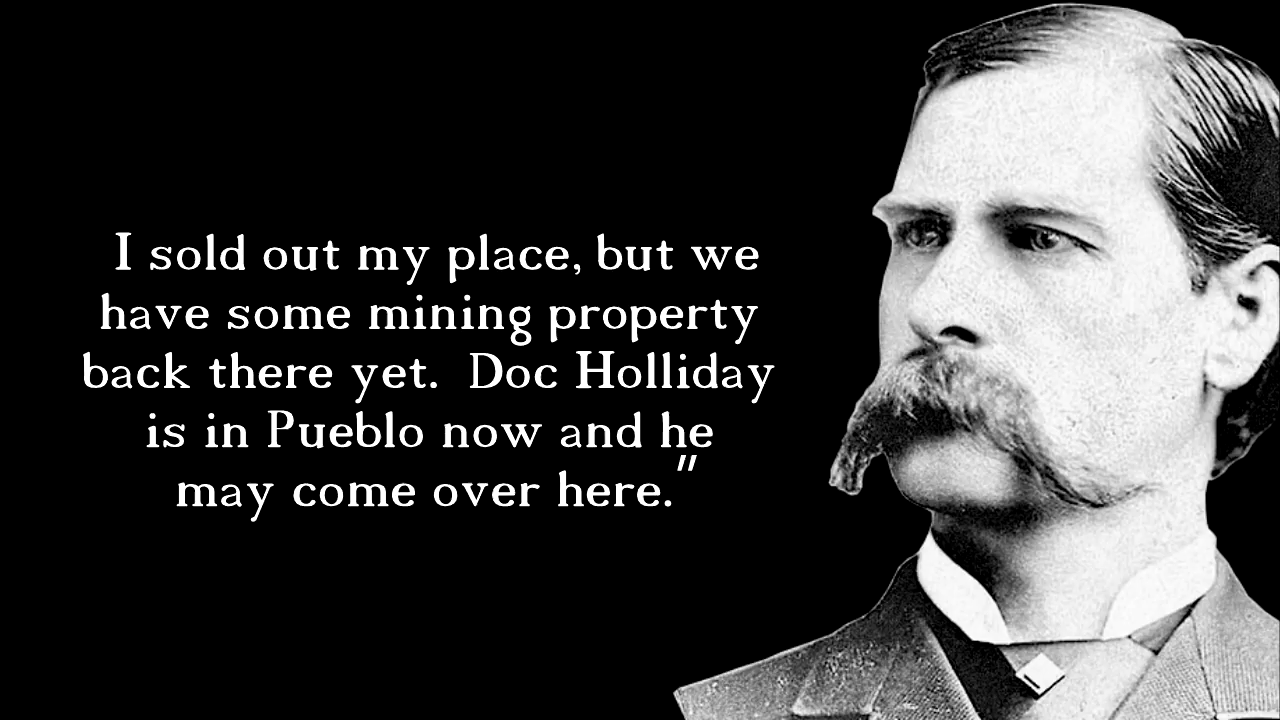 I sold out my place, but we
have some mining property
back there yet. Doc Holliday
is in Pueblo now and he
may come over here."